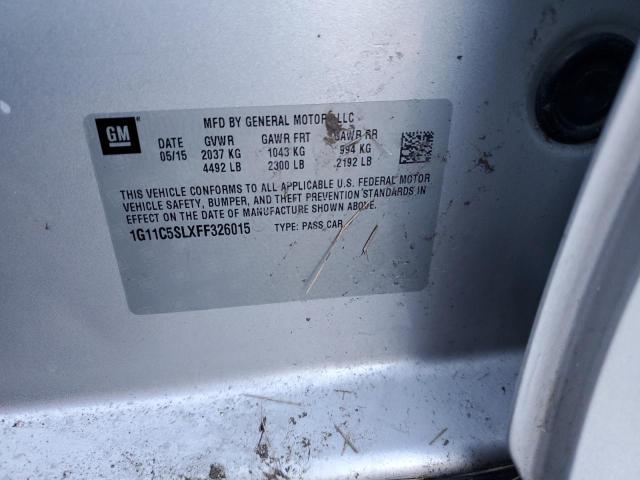 GM
MFD BY GENERAL MOTORS LLC
DATE GVWR GAWR FRT GAWR RR
05/15 2037 KG 1043 KG 994 KG
4492 LB 2300 LB 2192 LB
THIS VEHICLE CONFORMS TO ALL APPLICABLE U.S. FEDERAL MOTOR
VEHICLE SAFETY, BUMPER, AND THEFT PREVENTION STANDARDS IN
EFFECT ON THE DATE OF MANUFACTURE SHOWN ABOVE.
1G11C5SLXFF326015 TYPE: PASS CAR